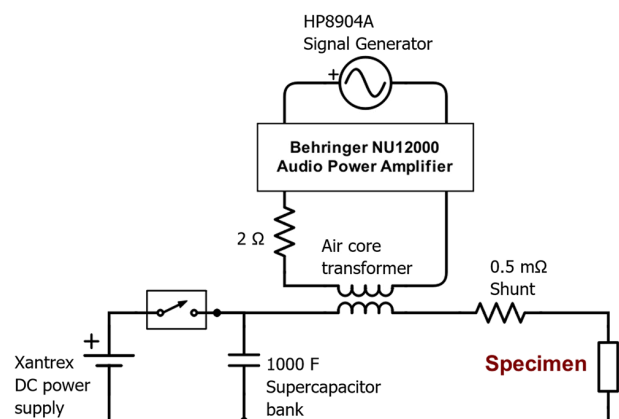 HP8904A
Signal Generator
+
Behringer NU12000
Audio Power Amplifier
2 Ω
Air core
transformer
0.5 mΩ
Shunt
+
Xantrex
DC power
supply
1000 F
Supercapacitor
bank
Specimen